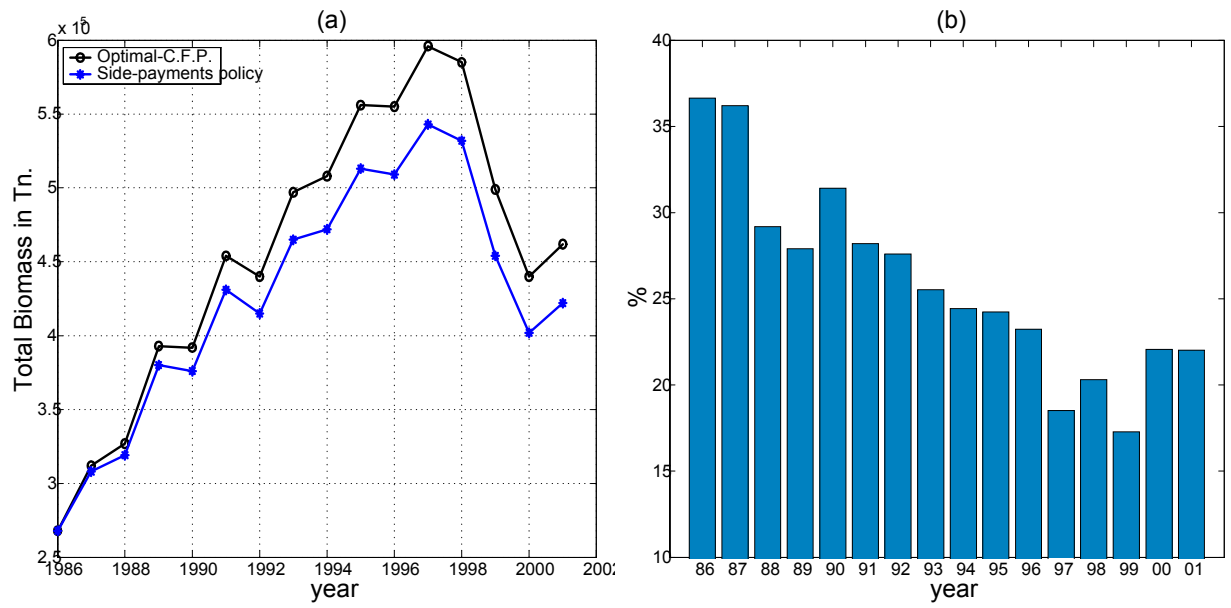 (a)
x 10^5
6
5.5
5
4.5
4
3.5
3
2.5
Total Biomass in Tn.
Optimal-C.F.P.
Side-payments policy
1986 1988 1990 1992 1994 1996 1998 2000 2002
year
(b)
40
35
30
25
20
15
10
%
86 87 88 89 90 91 92 93 94 95 96 97 98 99 00 01
year